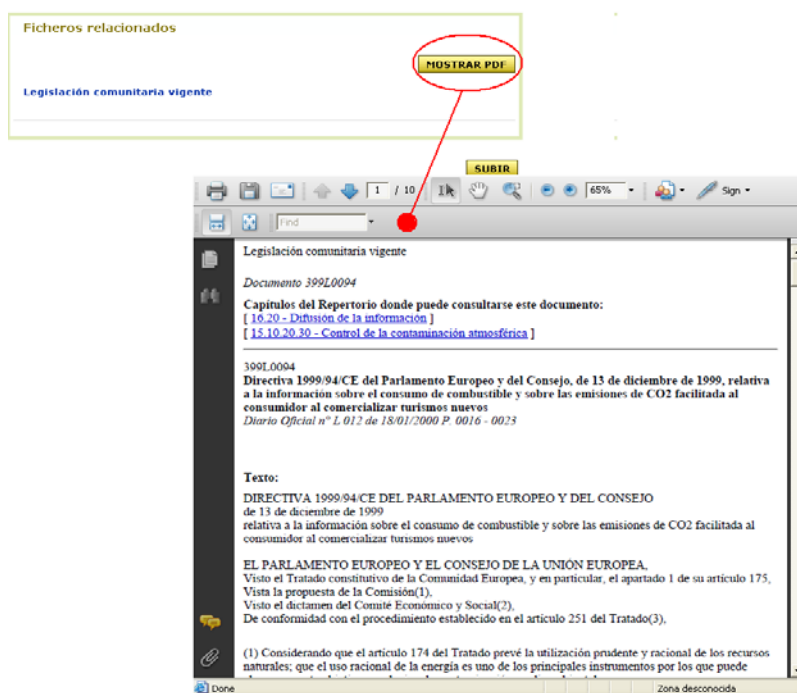 Ficheros relacionados
MOSTRAR PDF
Legislación comunitaria vigente
SUBIR
1 / 10 65% Sign
Find
Legislación comunitaria vigente
Documento 399L0094
Capítulos del Repertorio donde puede consultarse este documento:
[ 16.20 - Difusión de la información ]
[ 15.10.20.30 - Control de la contaminación atmosférica ]
399L0094
Directiva 1999/94/CE del Parlamento Europeo y del Consejo, de 13 de diciembre de 1999, relativa
a la información sobre el consumo de combustible y sobre las emisiones de CO2 facilitada al
consumidor al comercializar turismos nuevos
Diario Oficial n° L 012 de 18/01/2000 P. 0016 - 0023
Texto:
DIRECTIVA 1999/94/CE DEL PARLAMENTO EUROPEO Y DEL CONSEJO
de 13 de diciembre de 1999
relativa a la información sobre el consumo de combustible y sobre las emisiones de CO2 facilitada al
consumidor al comercializar turismos nuevos
EL PARLAMENTO EUROPEO Y EL CONSEJO DE LA UNIÓN EUROPEA,
Visto el Tratado constitutivo de la Comunidad Europea, y en particular, el apartado 1 de su artículo 175,
Vista la propuesta de la Comisión(1),
Visto el dictamen del Comité Económico y Social(2),
De conformidad con el procedimiento establecido en el artículo 251 del Tratado(3),
(1) Considerando que el artículo 174 del Tratado prevé la utilización prudente y racional de los recursos
naturales; que el uso racional de la energía es uno de los principales instrumentos por los que puede
Done Zona desconocida